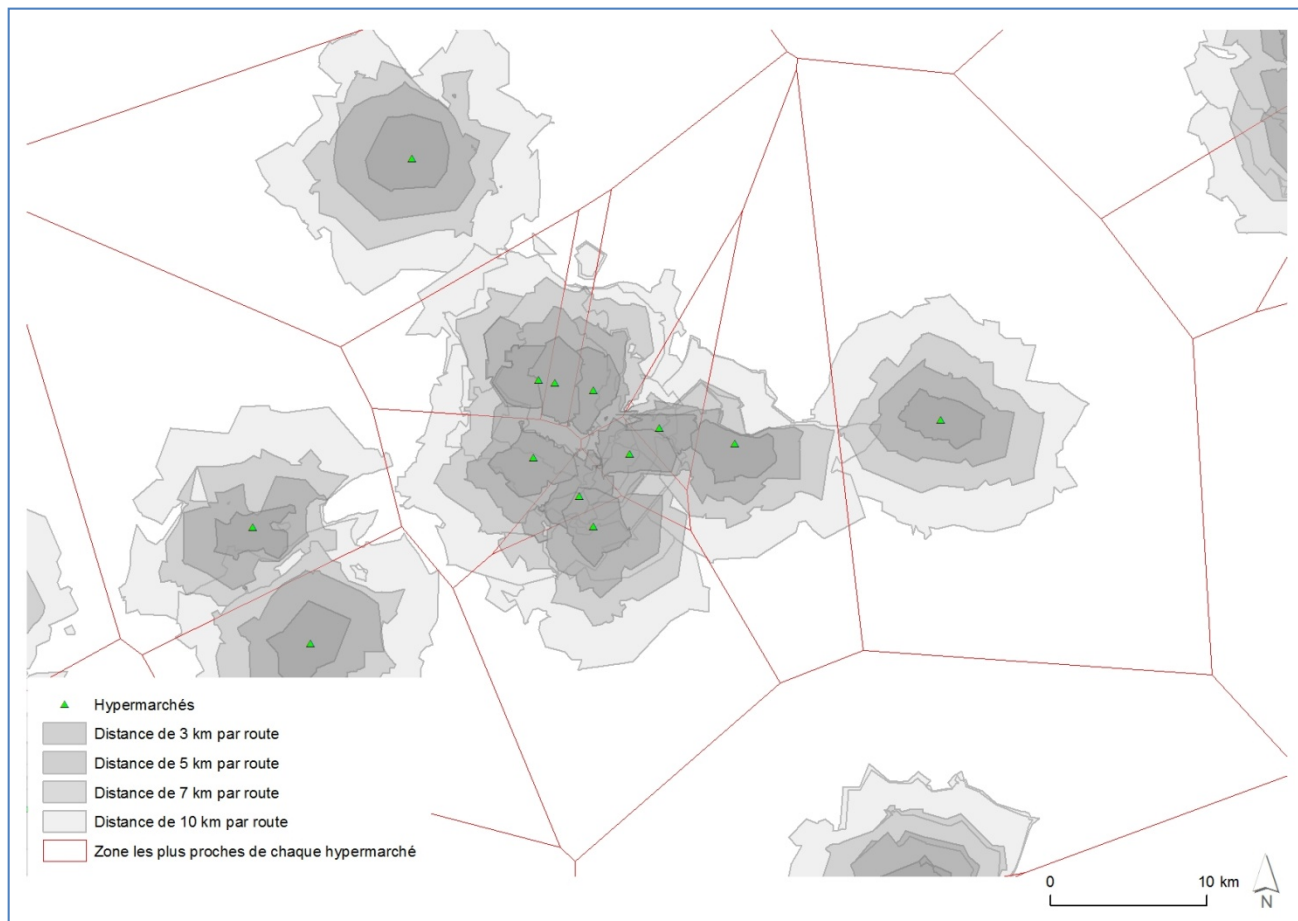 Hypermarchés
Distance de 3 km par route
Distance de 5 km par route
Distance de 7 km par route
Distance de 10 km par route
Zone les plus proches de chaque hypermarché
0 10 km
N